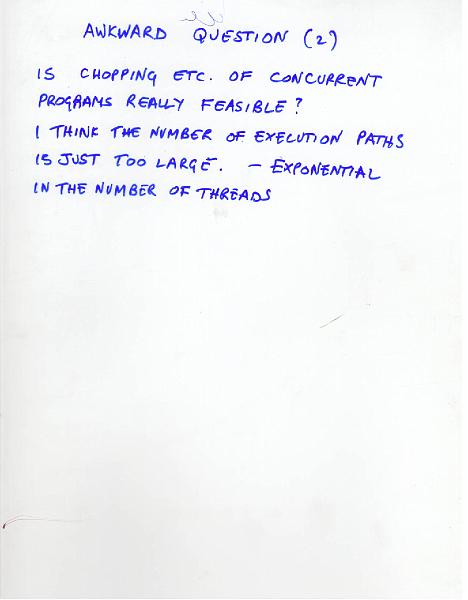 AWKWARD QUESTION (2)
IS CHOPPING ETC. OF CONCURRENT
PROGRAMS REALLY FEASIBLE?
I THINK THE NUMBER OF EXECUTION PATHS
IS JUST TOO LARGE. - EXPONENTIAL
IN THE NUMBER OF THREADS